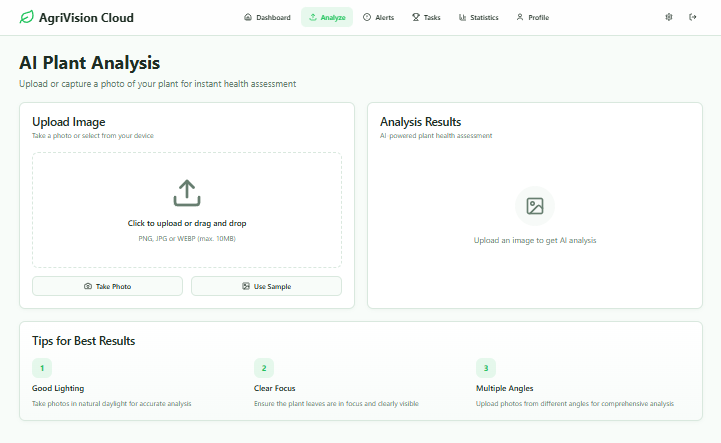 AgriVision Cloud
Dashboard
Analyze
Alerts
Tasks
Statistics
Profile
AI Plant Analysis
Upload or capture a photo of your plant for instant health assessment
Upload Image
Take a photo or select from your device
Click to upload or drag and drop
PNG, JPG or WEBP (max. 10MB)
Take Photo
Use Sample
Analysis Results
AI-powered plant health assessment
Upload an image to get AI analysis
Tips for Best Results
1
Good Lighting
Take photos in natural daylight for accurate analysis
2
Clear Focus
Ensure the plant leaves are in focus and clearly visible
3
Multiple Angles
Upload photos from different angles for comprehensive analysis